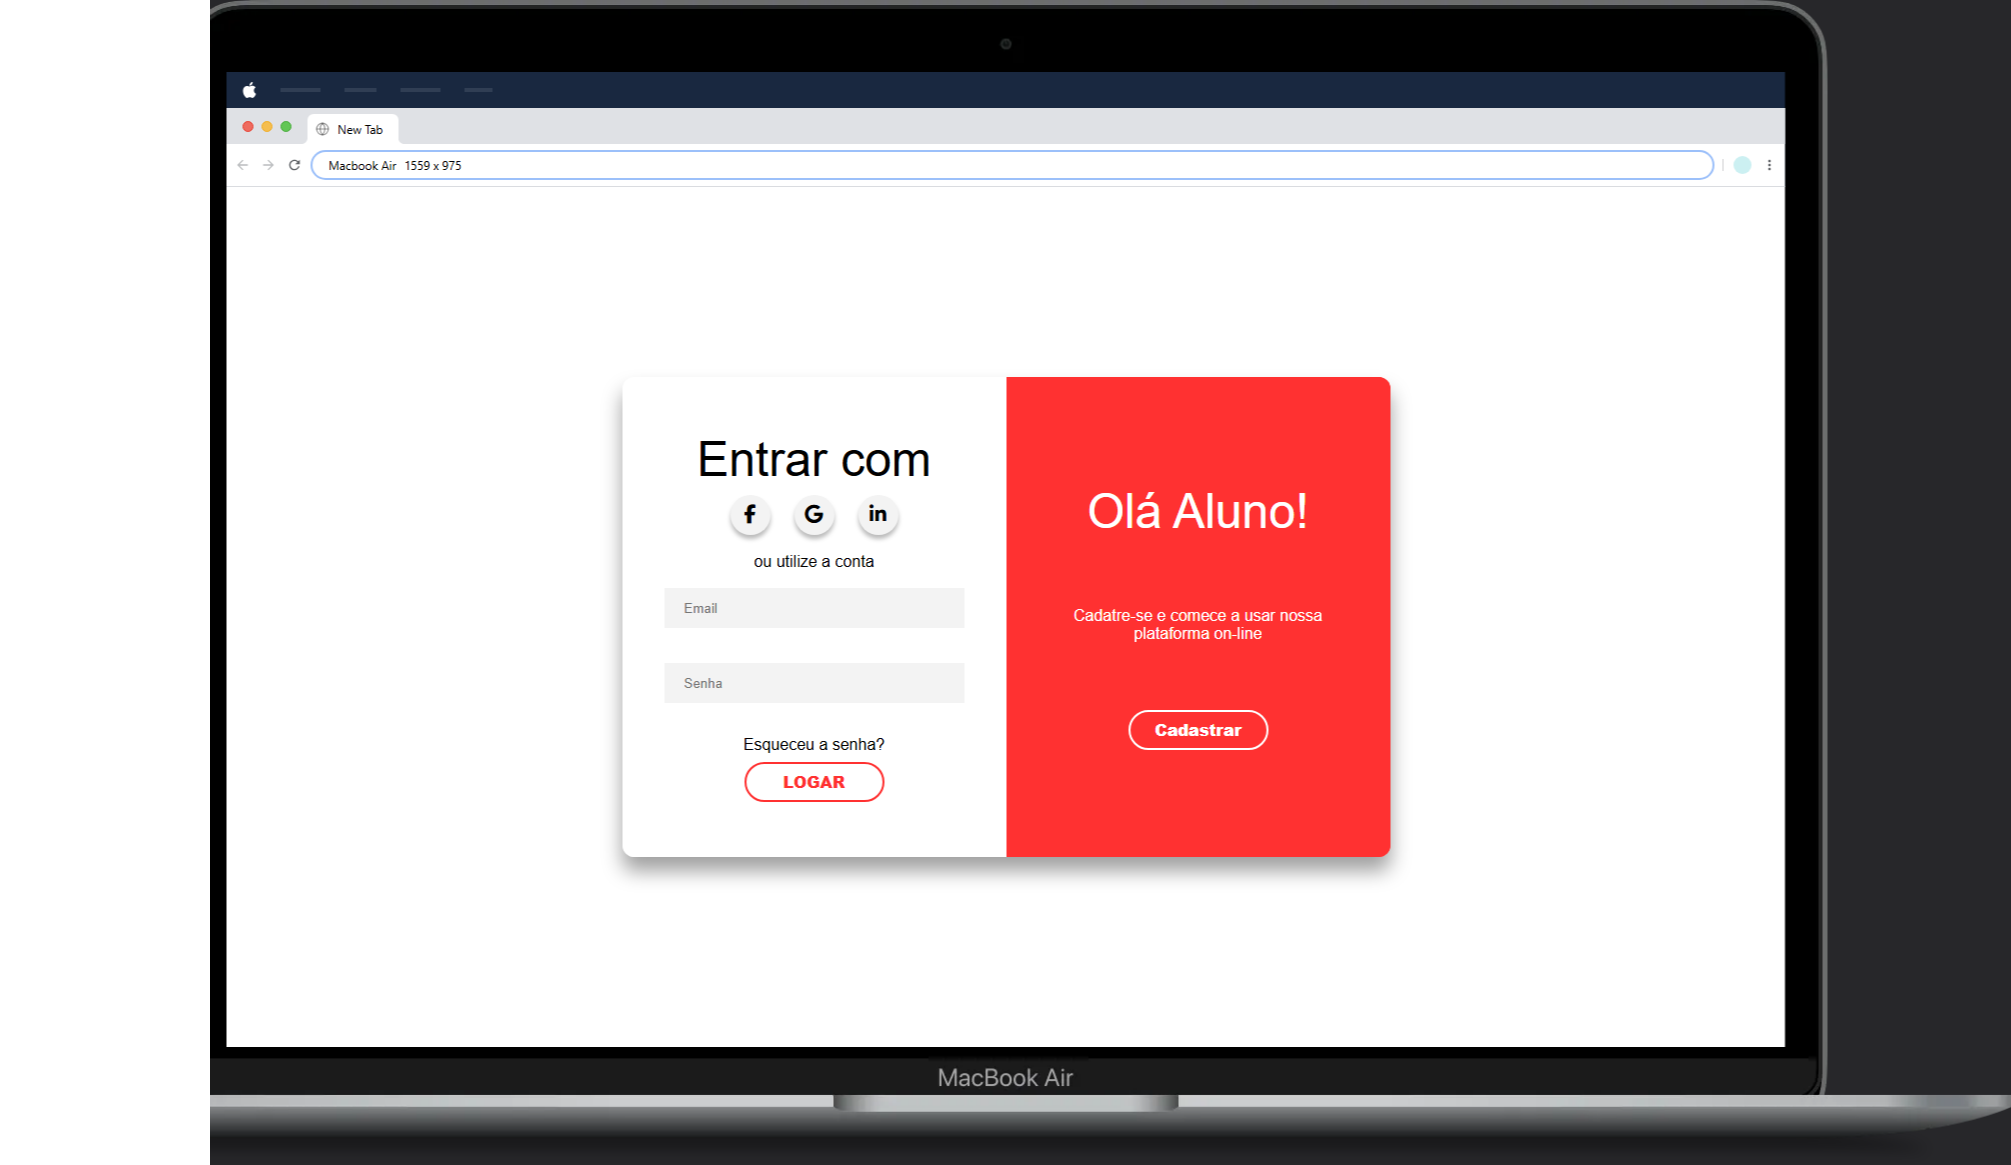 New Tab
Macbook Air 1559 x 975
Entrar com
f G in
ou utilize a conta
Email
Senha
Esqueceu a senha?
LOGAR
Olá Aluno!
Cadatre-se e comece a usar nossa
plataforma on-line
Cadastrar
MacBook Air